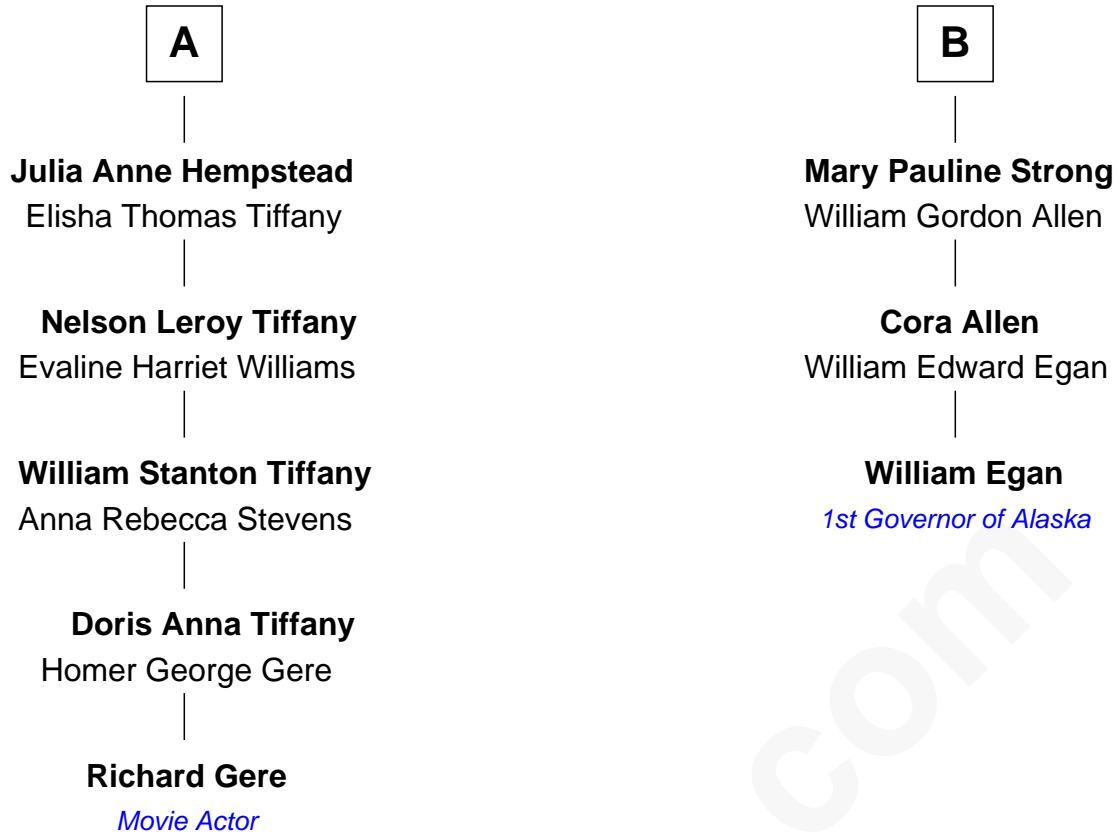 A
Julia Anne Hempstead
Elisha Thomas Tiffany
Nelson Leroy Tiffany
Evaline Harriet Williams
William Stanton Tiffany
Anna Rebecca Stevens
Doris Anna Tiffany
Homer George Gere
Richard Gere
Movie Actor
B
Mary Pauline Strong
William Gordon Allen
Cora Allen
William Edward Egan
William Egan
1st Governor of Alaska
com